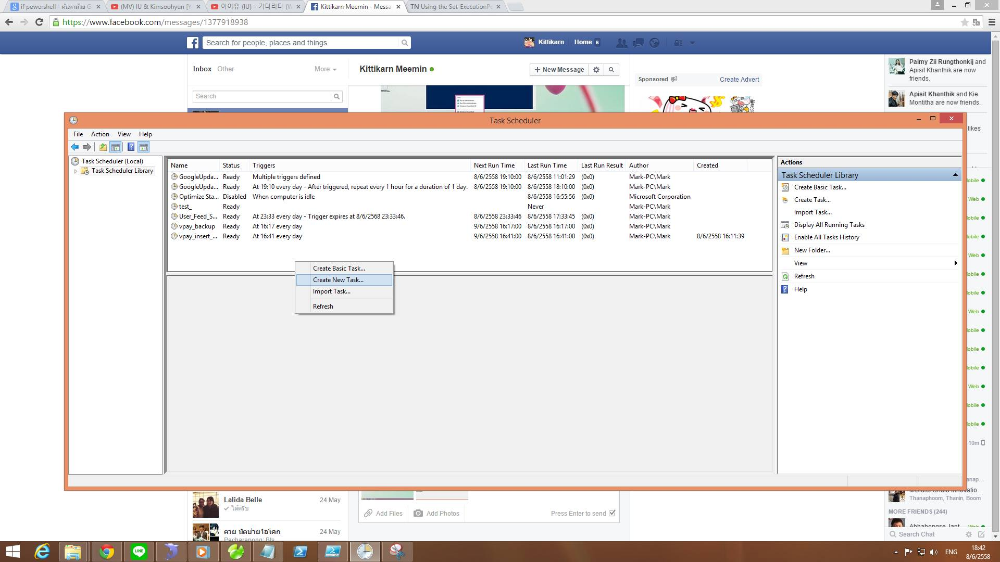 if powershell - ค้นหาด้วย G
(MV) IU & Kimsoohyun [Y
아이유 (IU) - 기다리다 (W
Kittikarn Meemin - Messa
TN Using the Set-ExecutionPo
https://www.facebook.com/messages/1377918938
Search for people, places and things
Kittikarn
Home 6
Inbox Other More
Kittikarn Meemin
+ New Message
Search
Sponsored
Create Advert
Palmy Zii Rungthonkij and
Apisit Khanthik are now
friends.
Apisit Khanthik and Kie
Montitha are now friends.
likes
Task Scheduler
File Action View Help
Task Scheduler (Local)
Task Scheduler Library
Name Status Triggers Next Run Time Last Run Time Last Run Result Author Created
GoogleUpda... Ready Multiple triggers defined 8/6/2558 19:10:00 8/6/2558 11:01:29 (0x0) Mark-PC\Mark
GoogleUpda... Ready At 19:10 every day - After triggered, repeat every 1 hour for a duration of 1 day. 8/6/2558 19:10:00 8/6/2558 18:10:00 (0x0) Mark-PC\Mark
Optimize Sta... Disabled When computer is idle 8/6/2558 16:55:56 (0x0) Microsoft Corporation
test_ Ready Never Mark-PC\Mark
User_Feed_S... Ready At 23:33 every day - Trigger expires at 8/6/2568 23:33:46. 8/6/2558 23:33:46 8/6/2558 17:33:45 (0x0) Mark-PC\Mark
vpay_backup Ready At 16:17 every day 9/6/2558 16:17:00 8/6/2558 16:17:00 (0x0) Mark-PC\Mark
vpay_insert_... Ready At 16:41 every day 9/6/2558 16:41:00 8/6/2558 16:41:00 (0x0) Mark-PC\Mark 8/6/2558 16:11:39
Create Basic Task...
Create New Task...
Import Task...
Refresh
Actions
Task Scheduler Library
Create Basic Task...
Create Task...
Import Task...
Display All Running Tasks
Enable All Tasks History
New Folder...
View
Refresh
Help
Web
Web
Web
Web
10m
Lalida Belle 24 May
ได้ครับ
ควย นัดบ่าย1อโศก 24 May
Pacharapong: Bts
Add Files
Add Photos
Press Enter to send
Thanaphoom, Thanin, Boom
MORE FRIENDS (244)
Search Chat
LINE
ENG
18:42
8/6/2558